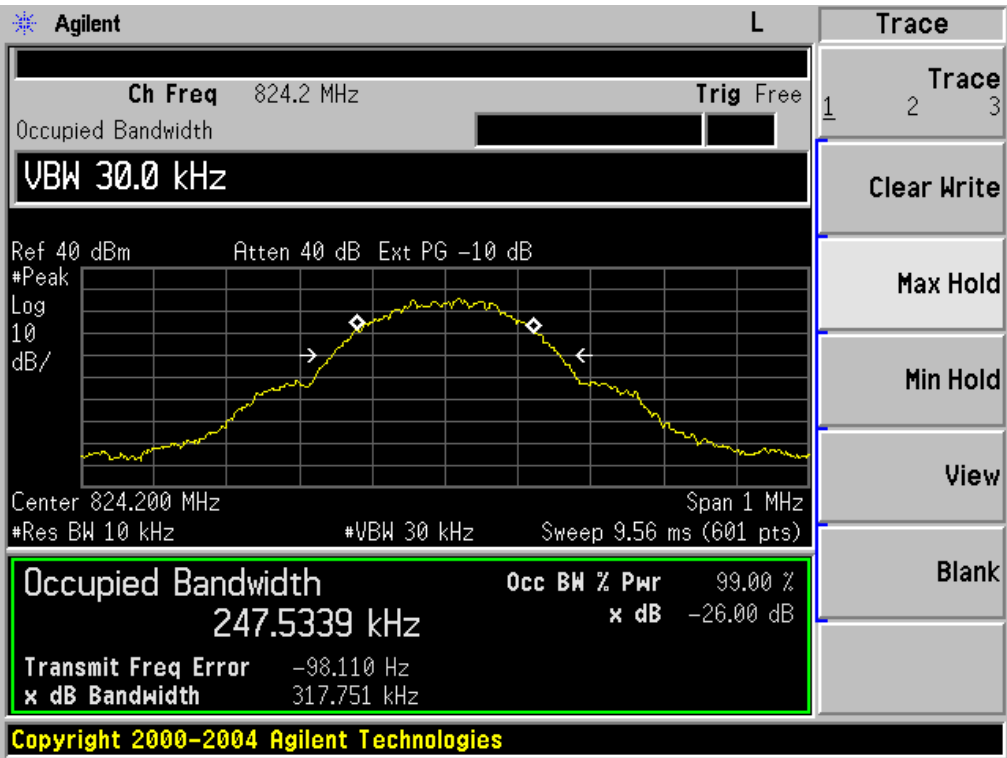 Agilent L
Trace
Ch Freq 824.2 MHz Trig Free
Occupied Bandwidth
VBW 30.0 kHz
Ref 40 dBm Atten 40 dB Ext PG -10 dB
#Peak
Log
10
dB/
Center 824.200 MHz Span 1 MHz
#Res BW 10 kHz #VBW 30 kHz Sweep 9.56 ms (601 pts)
Occupied Bandwidth
247.5339 kHz
Occ BW % Pwr 99.00 %
x dB -26.00 dB
Transmit Freq Error -98.110 Hz
x dB Bandwidth 317.751 kHz
Copyright 2000-2004 Agilent Technologies
Trace
1 2 3
Clear Write
Max Hold
Min Hold
View
Blank